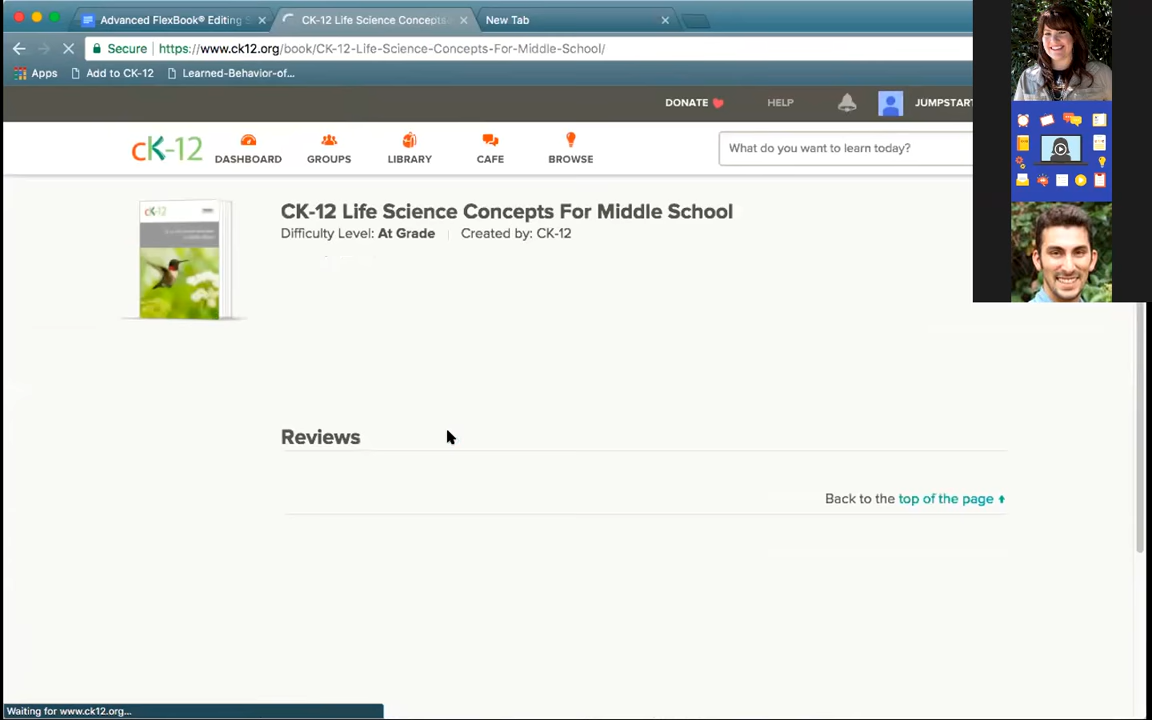 Advanced FlexBook® Editing S
CK-12 Life Science Concepts
New Tab
Secure https://www.ck12.org/book/CK-12-Life-Science-Concepts-For-Middle-School/
Apps Add to CK-12 Learned-Behavior-of...
DONATE HELP JUMPSTART
cK-12 DASHBOARD GROUPS LIBRARY CAFE BROWSE What do you want to learn today?
cK-12
CK-12 Life Science Concepts For Middle School
Difficulty Level: At Grade Created by: CK-12
Reviews
Back to the top of the page
Waiting for www.ck12.org...